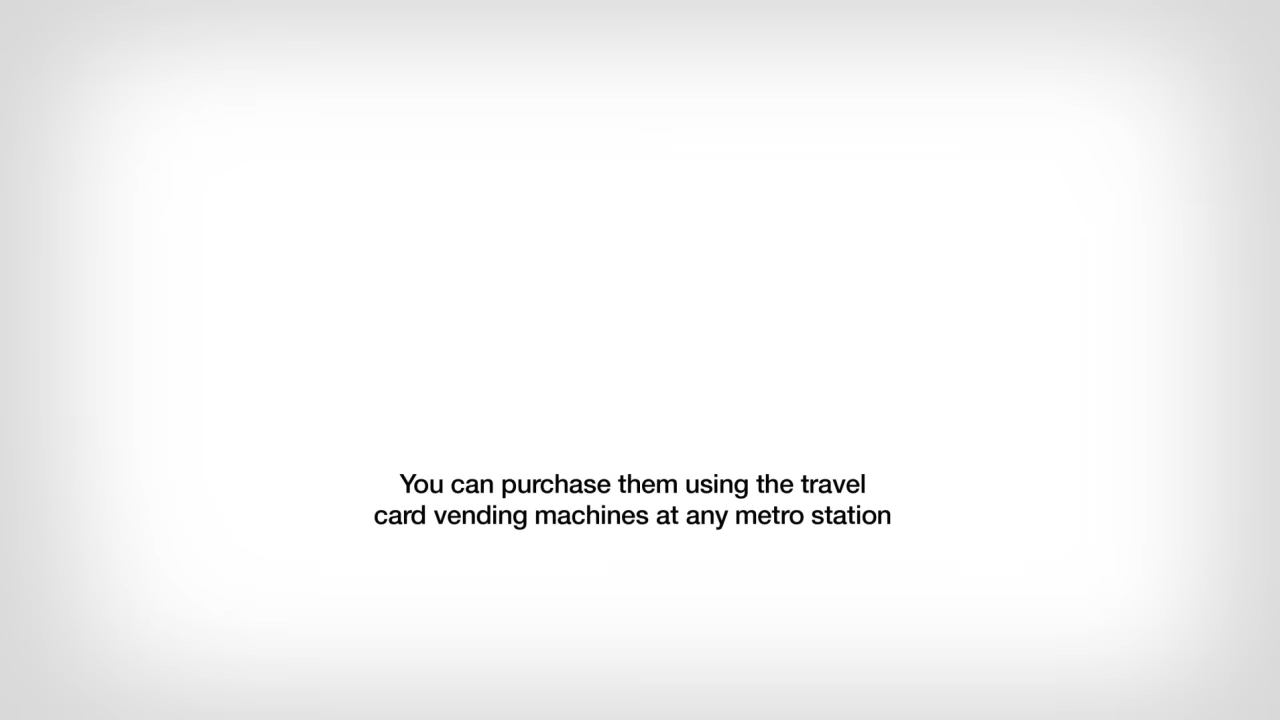 You can purchase them using the travel
card vending machines at any metro station